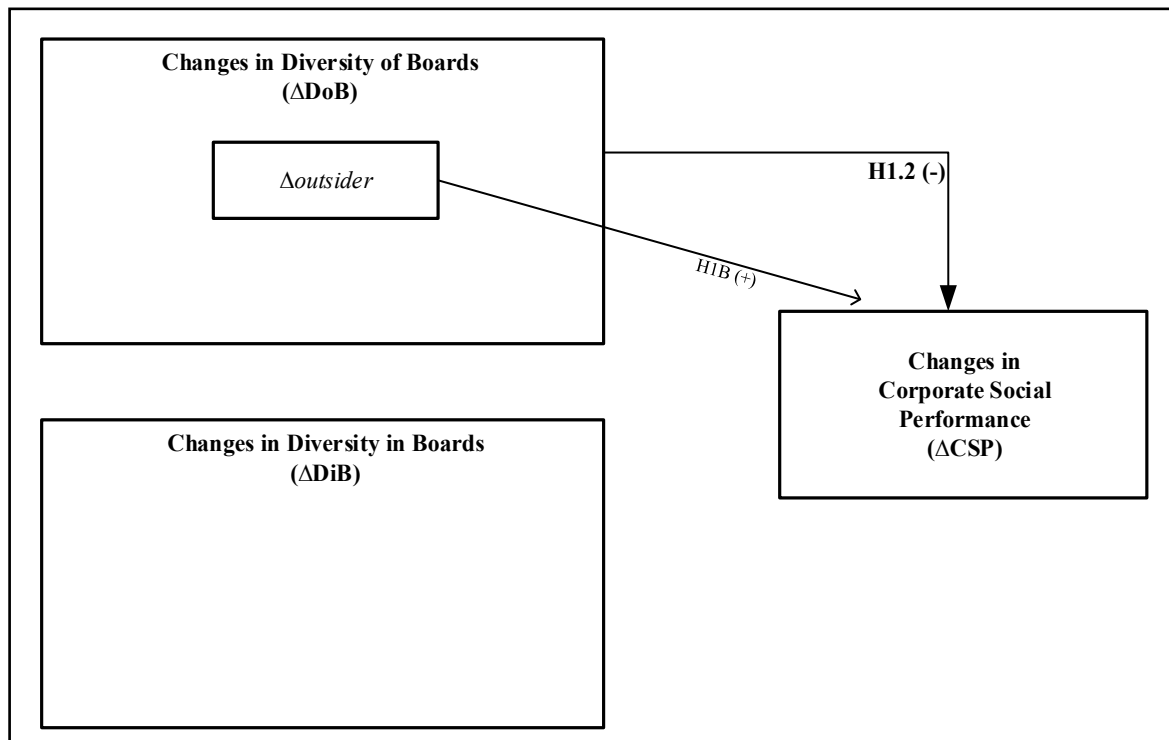 Changes in Diversity of Boards
(ΔDoB)
Δoutsider
H1.2 (-)
H1B (+)
Changes in
Corporate Social
Performance
(ΔCSP)
Changes in Diversity in Boards
(ΔDiB)